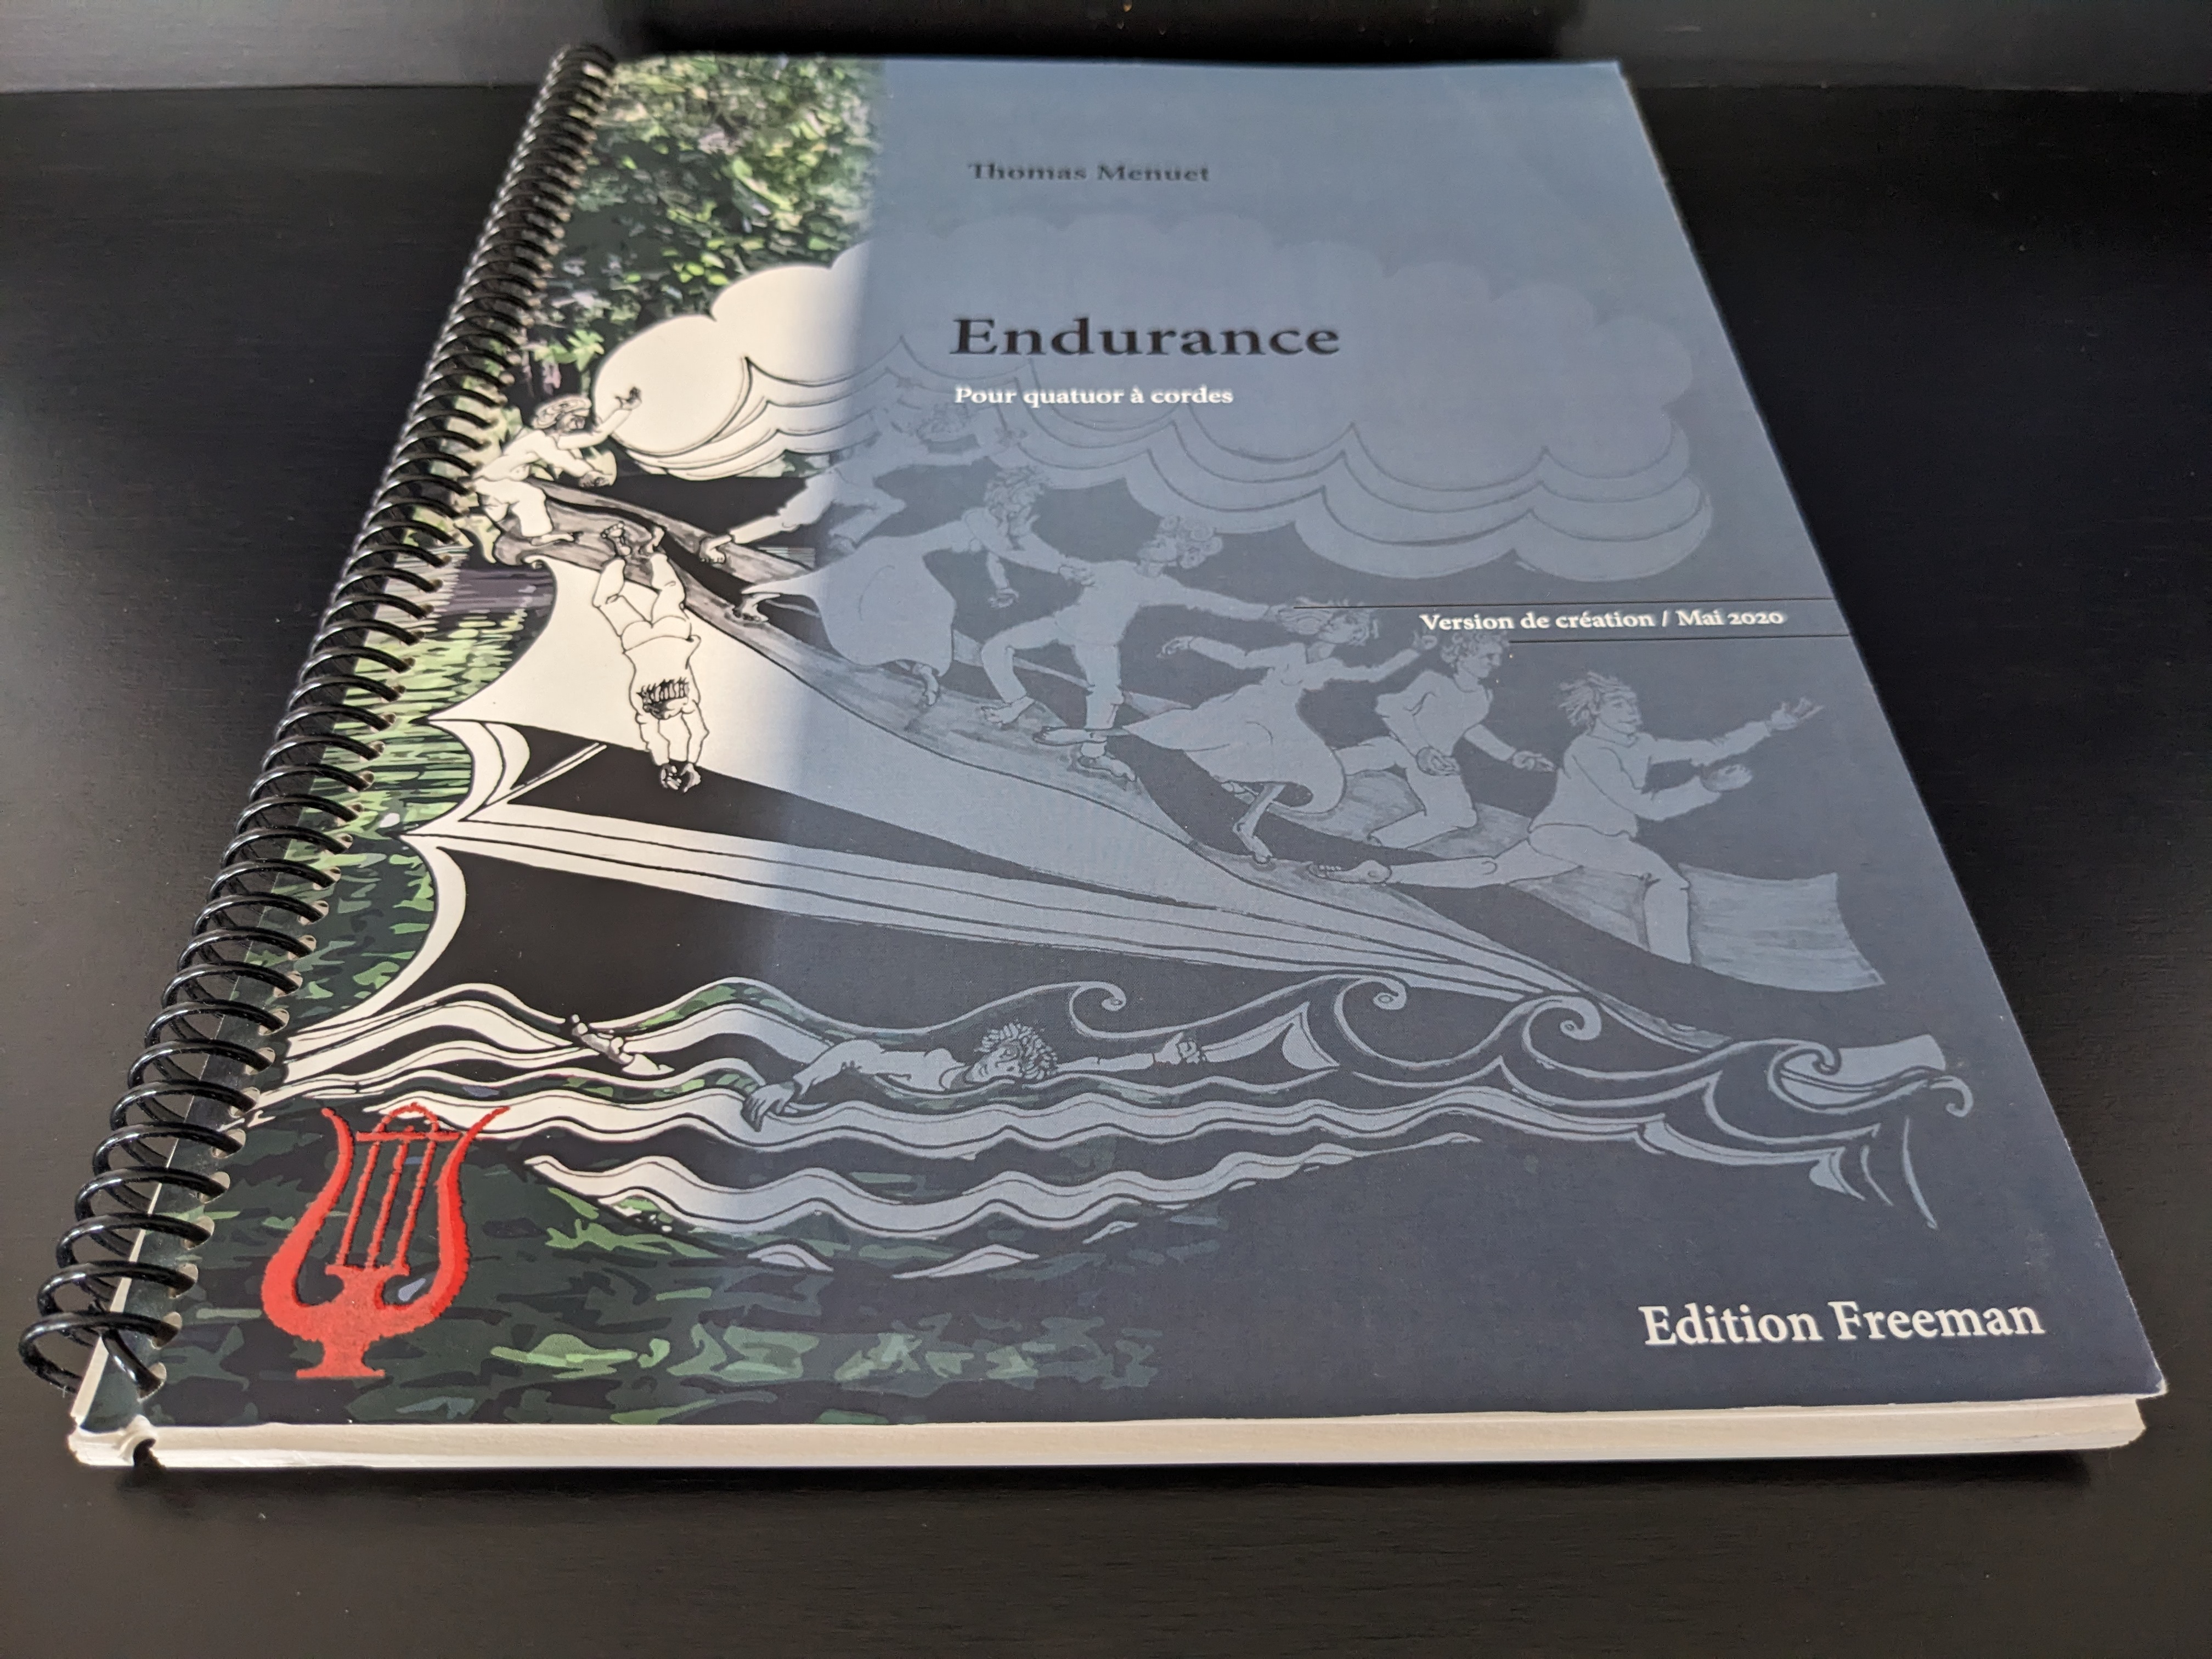 Thomas Menuet
Endurance
Pour quatuor à cordes
Version de création / Mai 2020
Edition Freeman